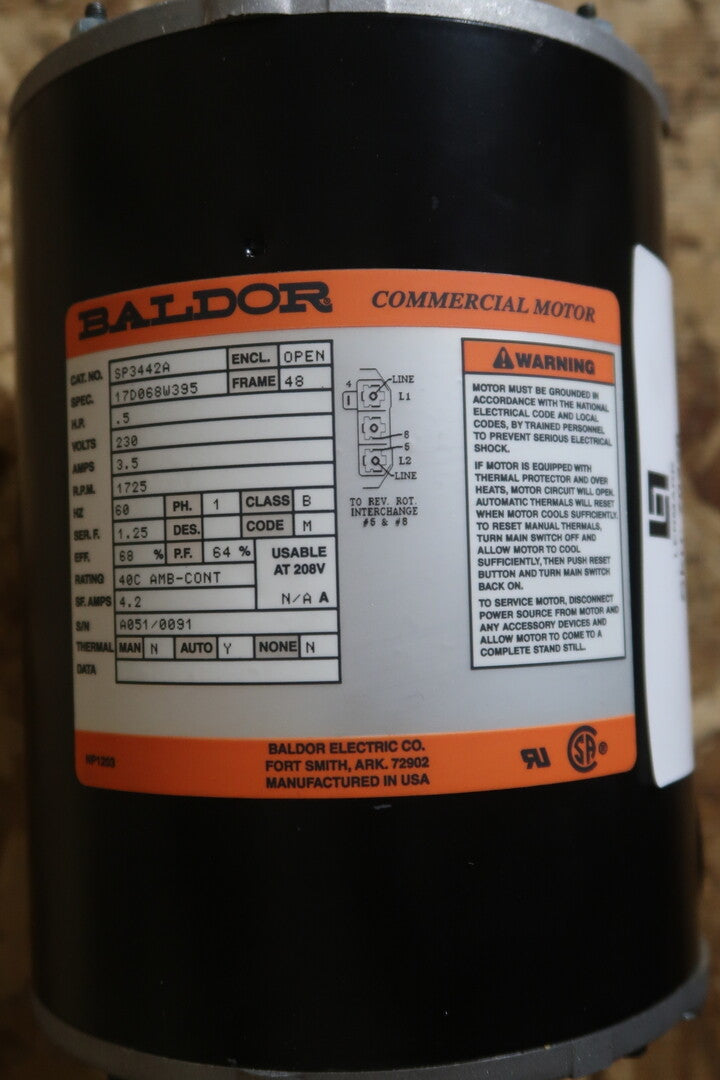 BALDOR® COMMERCIAL MOTOR
CAT. NO. SP3442A ENCL. OPEN
SPEC. 17D068W395 FRAME 48
H.P. .5
VOLTS 230
AMPS 3.5
R.P.M. 1725
HZ 60 PH. 1 CLASS B
SER. F. 1.25 DES. CODE M
EFF. 68 % P.F. 64 % USABLE
AT 208V
RATING 40C AMB-CONT
SF. AMPS 4.2 N/A A
S/N A051/0091
THERMAL MAN N AUTO Y NONE N
DATA
4 LINE
1 L1
8
6
L2
LINE
TO REV. ROT.
INTERCHANGE
WARNING
MOTOR MUST BE GROUNDED IN
ACCORDANCE WITH THE NATIONAL
ELECTRICAL CODE AND LOCAL
CODES, BY TRAINED PERSONNEL
TO PREVENT SERIOUS ELECTRICAL
SHOCK.
IF MOTOR IS EQUIPPED WITH
THERMAL PROTECTOR AND OVER
HEATS, MOTOR CIRCUIT WILL OPEN.
AUTOMATIC THERMALS WILL RESET
WHEN MOTOR COOLS SUFFICIENTLY.
TO RESET MANUAL THERMALS,
TURN MAIN SWITCH OFF AND
ALLOW MOTOR TO COOL
SUFFICIENTLY, THEN PUSH RESET
BUTTON AND TURN MAIN SWITCH
BACK ON.
TO SERVICE MOTOR, DISCONNECT
POWER SOURCE FROM MOTOR AND
ANY ACCESSORY DEVICES AND
ALLOW MOTOR TO COME TO A
COMPLETE STAND STILL.
NP1203
BALDOR ELECTRIC CO.
FORT SMITH, ARK. 72902
MANUFACTURED IN USA
RU SA®